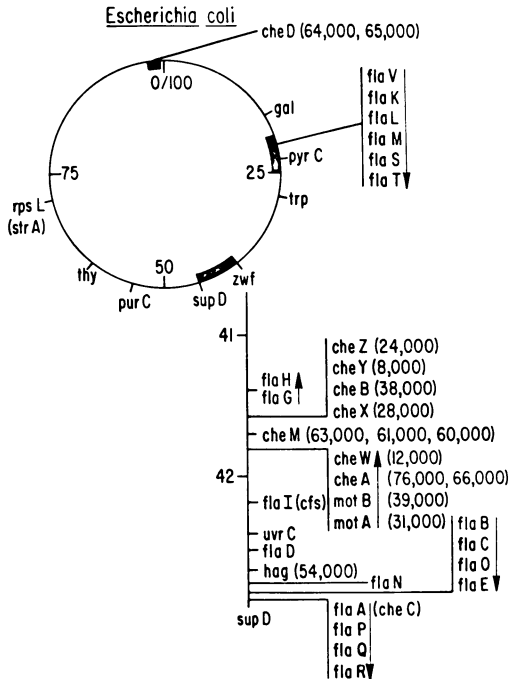 Escherichia coli
che D (64,000, 65,000)
0/100
gal
fla V
fla K
fla L
fla M
fla S
fla T
pyr C
25
trp
75
rps L
(str A)
thy
pur C
50
sup D
zwf
41
che Z (24,000)
che Y (8,000)
che B (38,000)
che X (28,000)
fla H
fla G
che M (63,000, 61,000, 60,000)
che W (12,000)
che A (76,000, 66,000)
mot B (39,000)
mot A (31,000)
42
fla I (cfs)
uvr C
fla D
hag (54,000)
fla N
fla B
fla C
fla O
fla E
sup D
fla A (che C)
fla P
fla Q
fla R